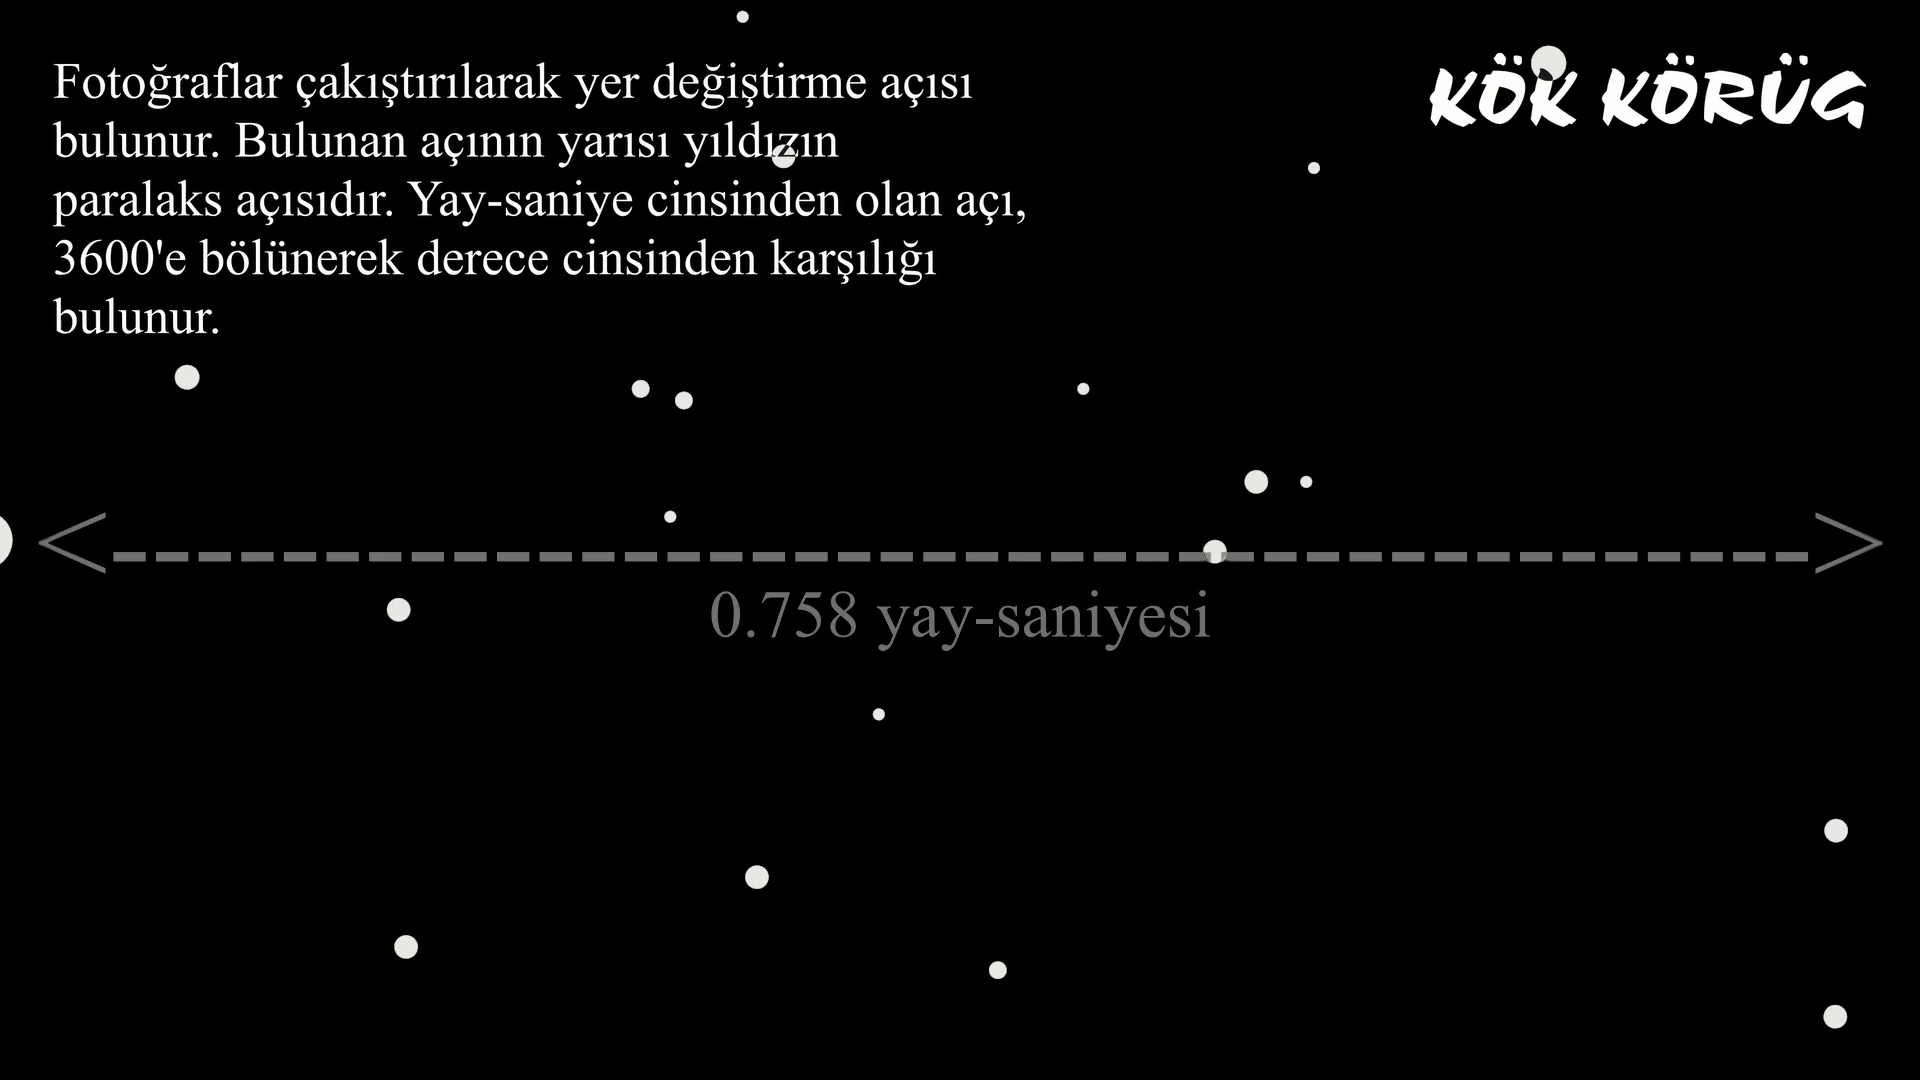 Fotoğraflar çakıştırılarak yer değiştirme açısı
bulunur. Bulunan açının yarısı yıldızın
paralaks açısıdır. Yay-saniye cinsinden olan açı,
3600'e bölünerek derece cinsinden karşılığı
bulunur.
KÖK KÖRÜG
0.758 yay-saniyesi